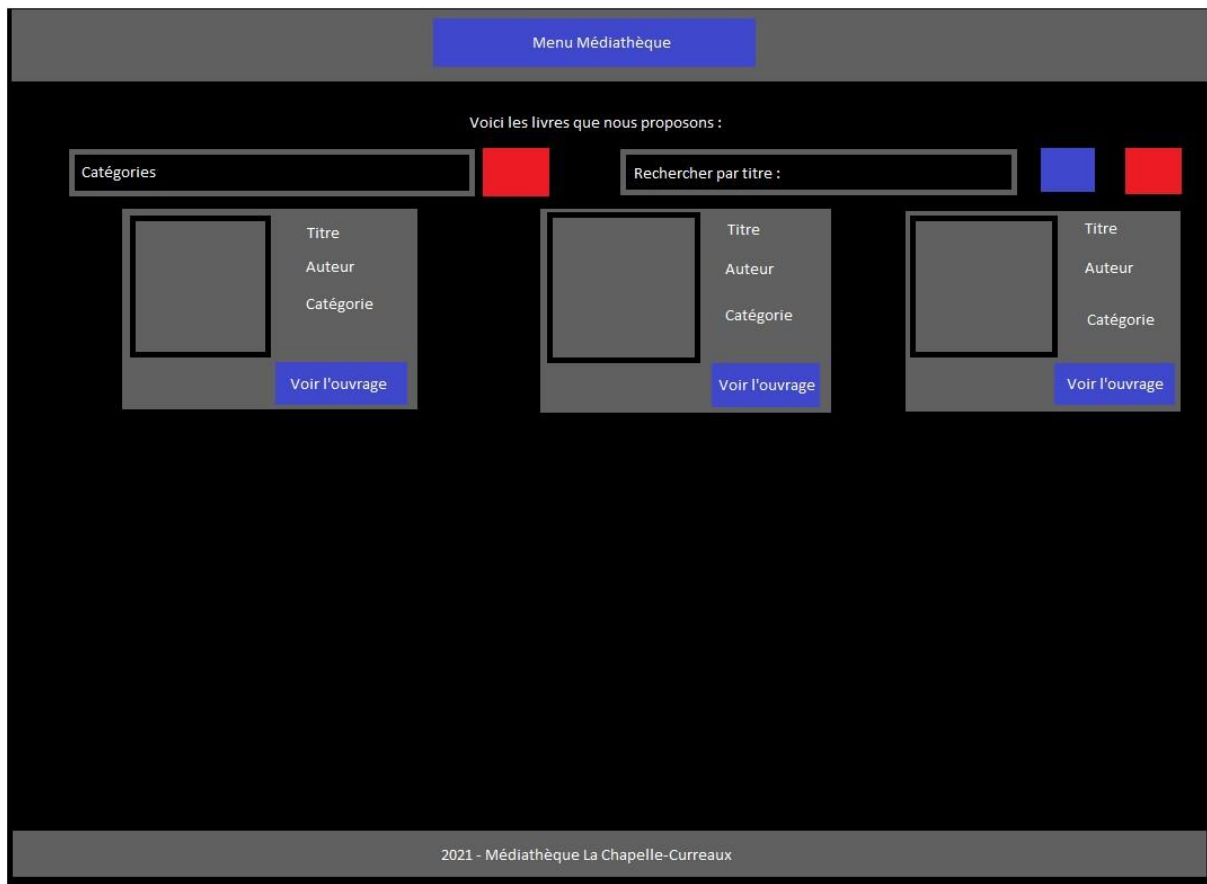 Menu Médiathèque
Voici les livres que nous proposons :
Catégories
Rechercher par titre :
Titre
Auteur
Catégorie
Voir l'ouvrage
Titre
Auteur
Catégorie
Voir l'ouvrage
Titre
Auteur
Catégorie
Voir l'ouvrage
2021 - Médiathèque La Chapelle-Curreaux